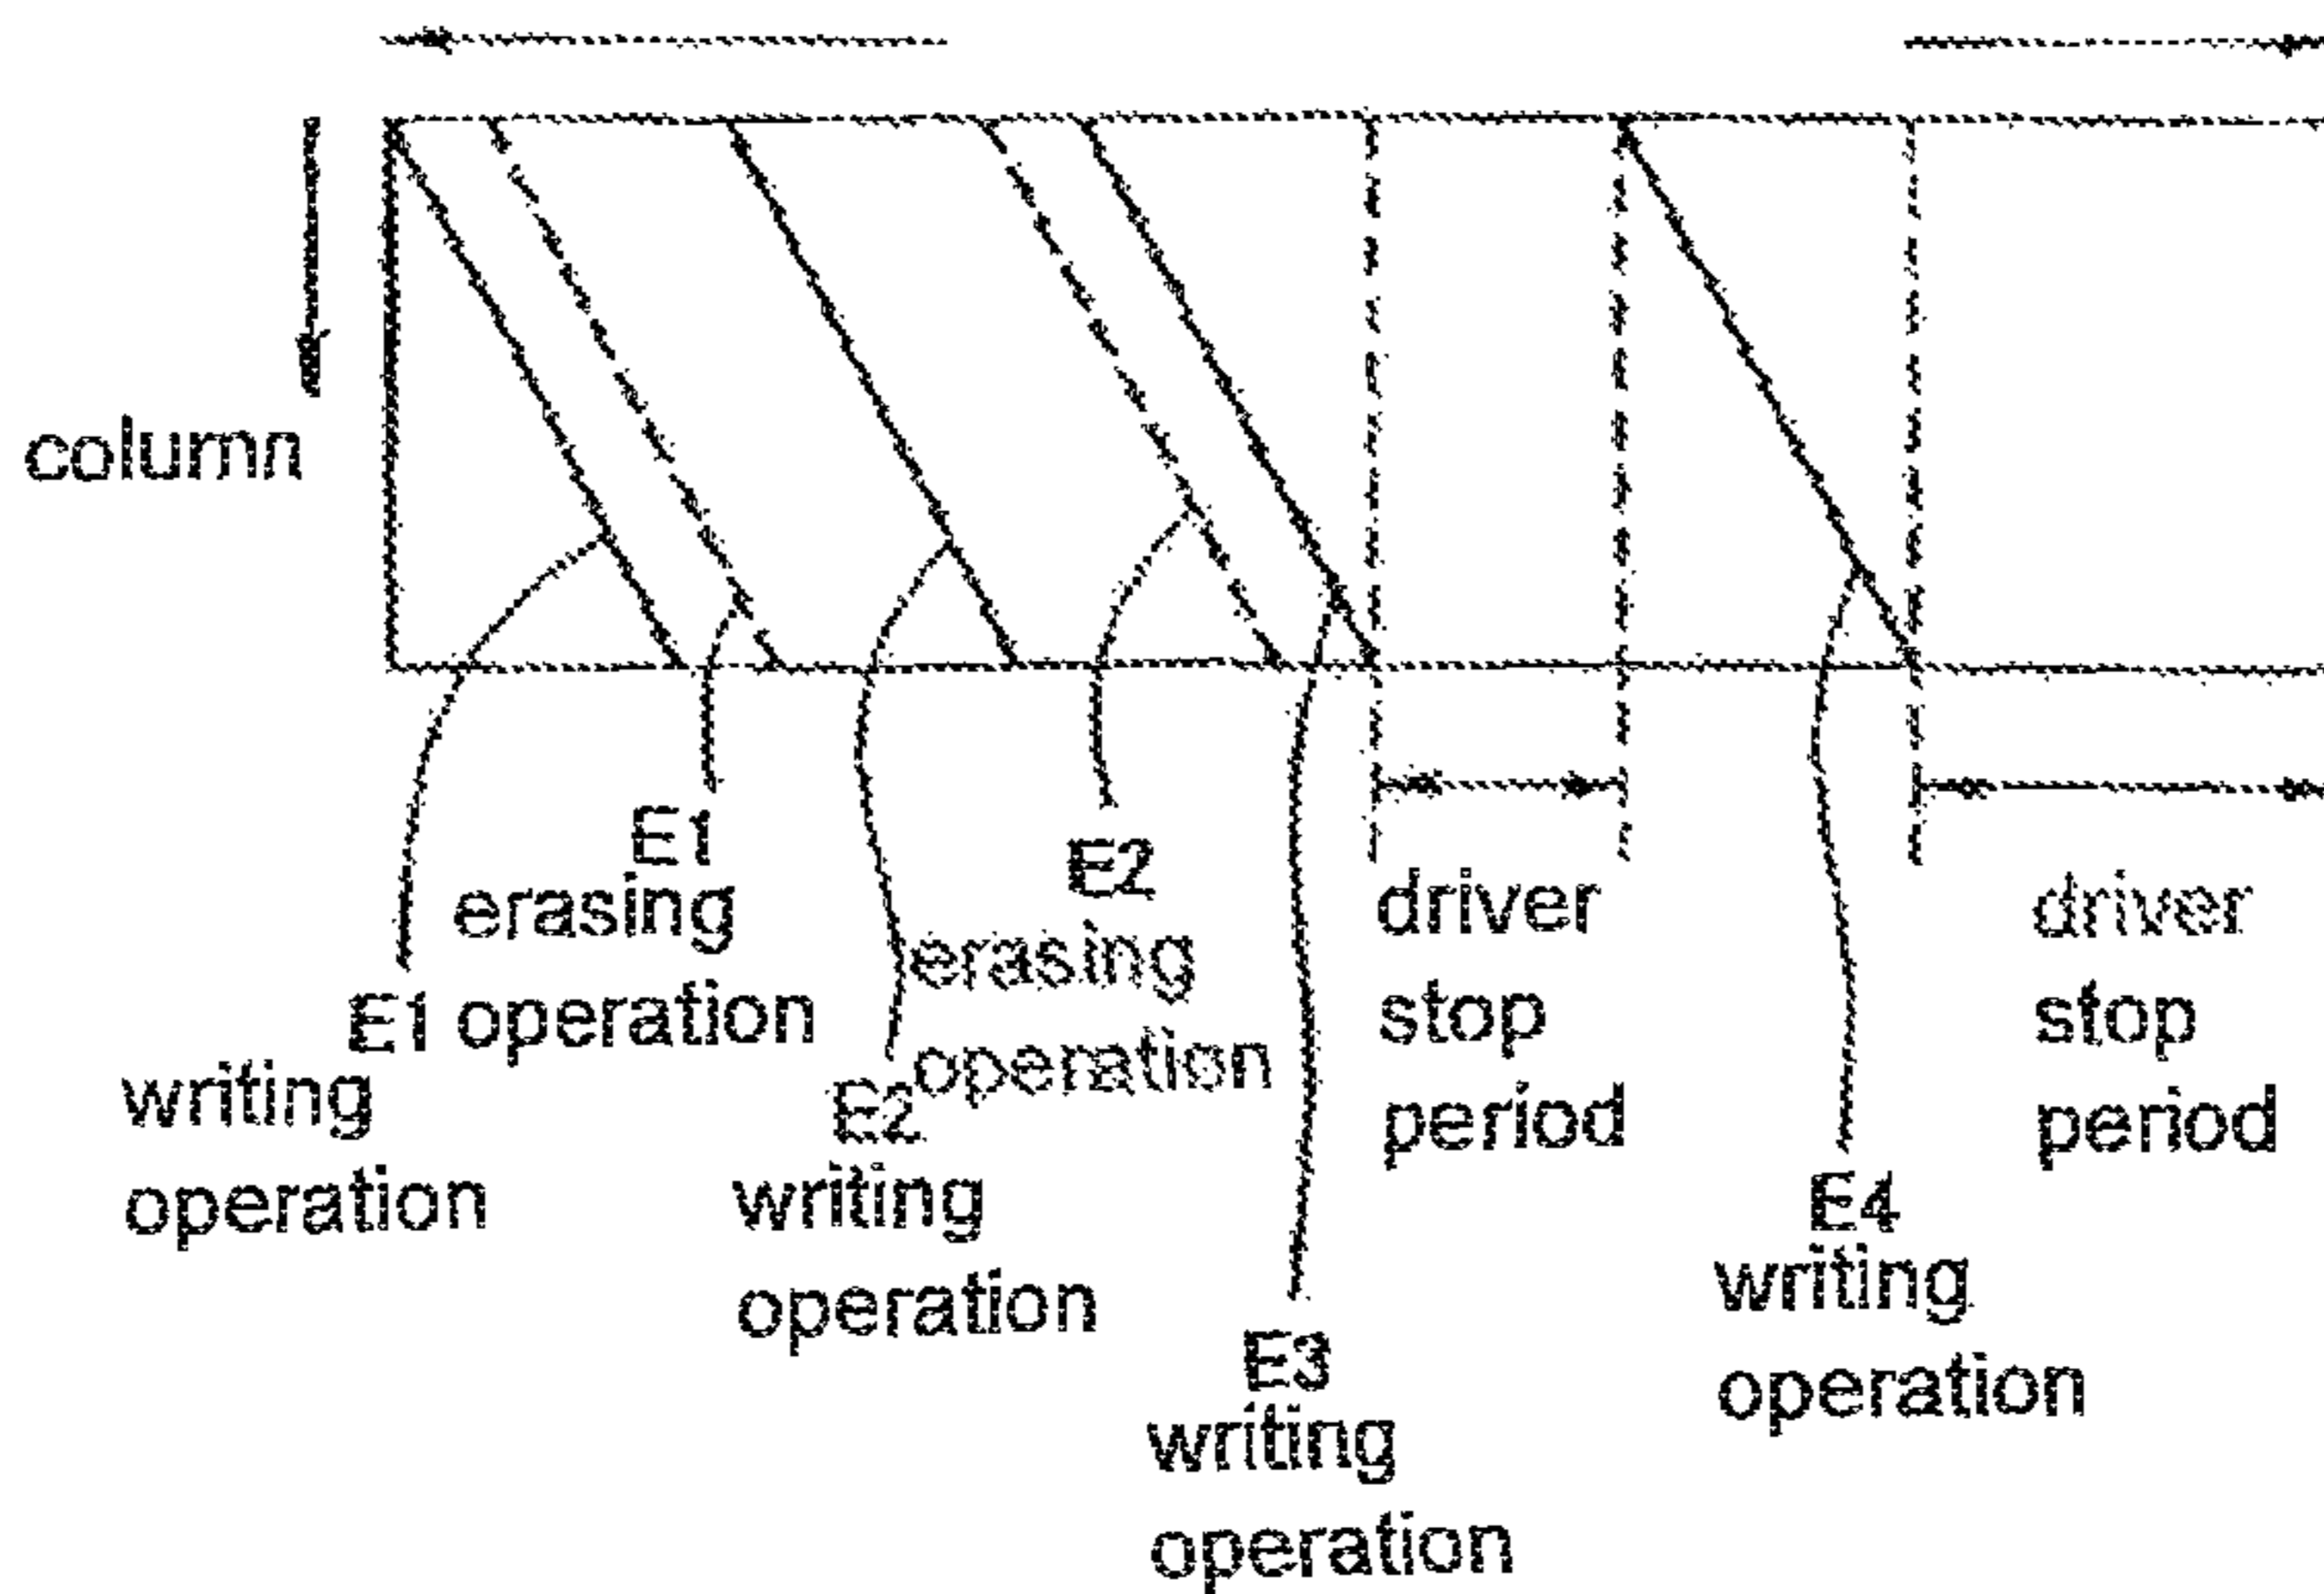 column
E1
erasing
operation
E1
writing
operation
E2
erasing
operation
E2
writing
operation
E3
writing
operation
driver
stop
period
E4
writing
operation
driver
stop
period